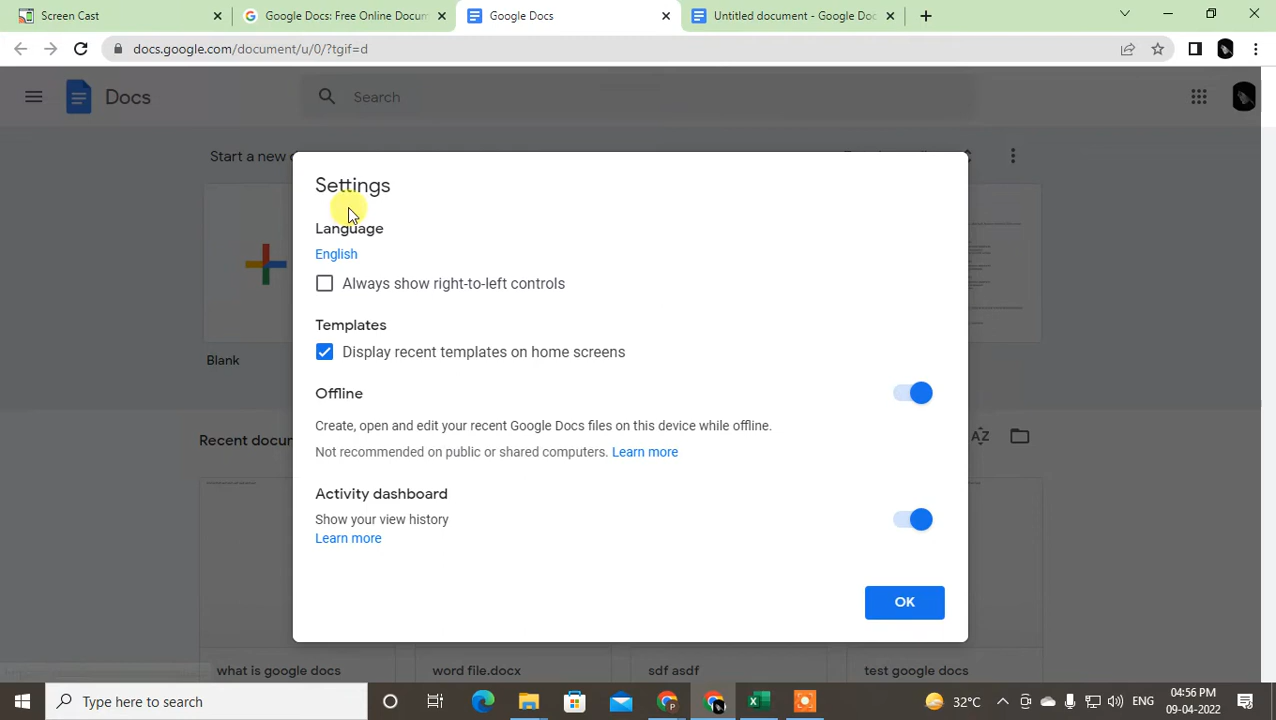 Screen Cast
Google Docs: Free Online Docum
Google Docs
Untitled document - Google Do
docs.google.com/document/u/0/?tgif=d
Docs
Search
Start a new
Settings
Language
English
Always show right-to-left controls
Templates
Display recent templates on home screens
Blank
Offline
Create, open and edit your recent Google Docs files on this device while offline.
Recent docu
AZ
Not recommended on public or shared computers. Learn more
Activity dashboard
Show your view history
Learn more
OK
what is google docs
word file.docx
sdf asdf
test google docs
Type here to search
32°C
ENG
04:56 PM
09-04-2022